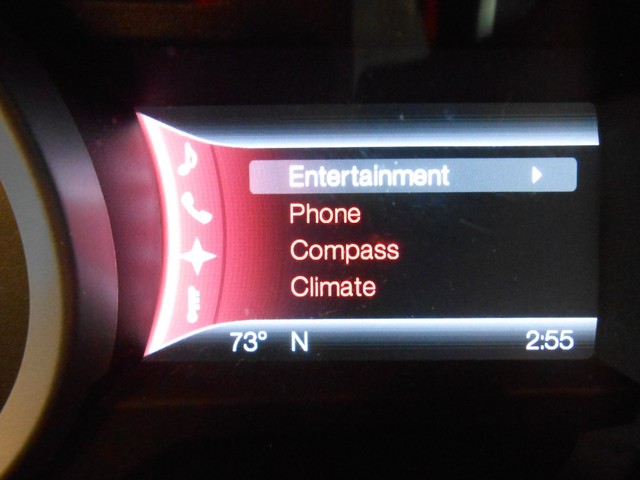 Entertainment
Phone
Compass
Climate
73° N 2:55